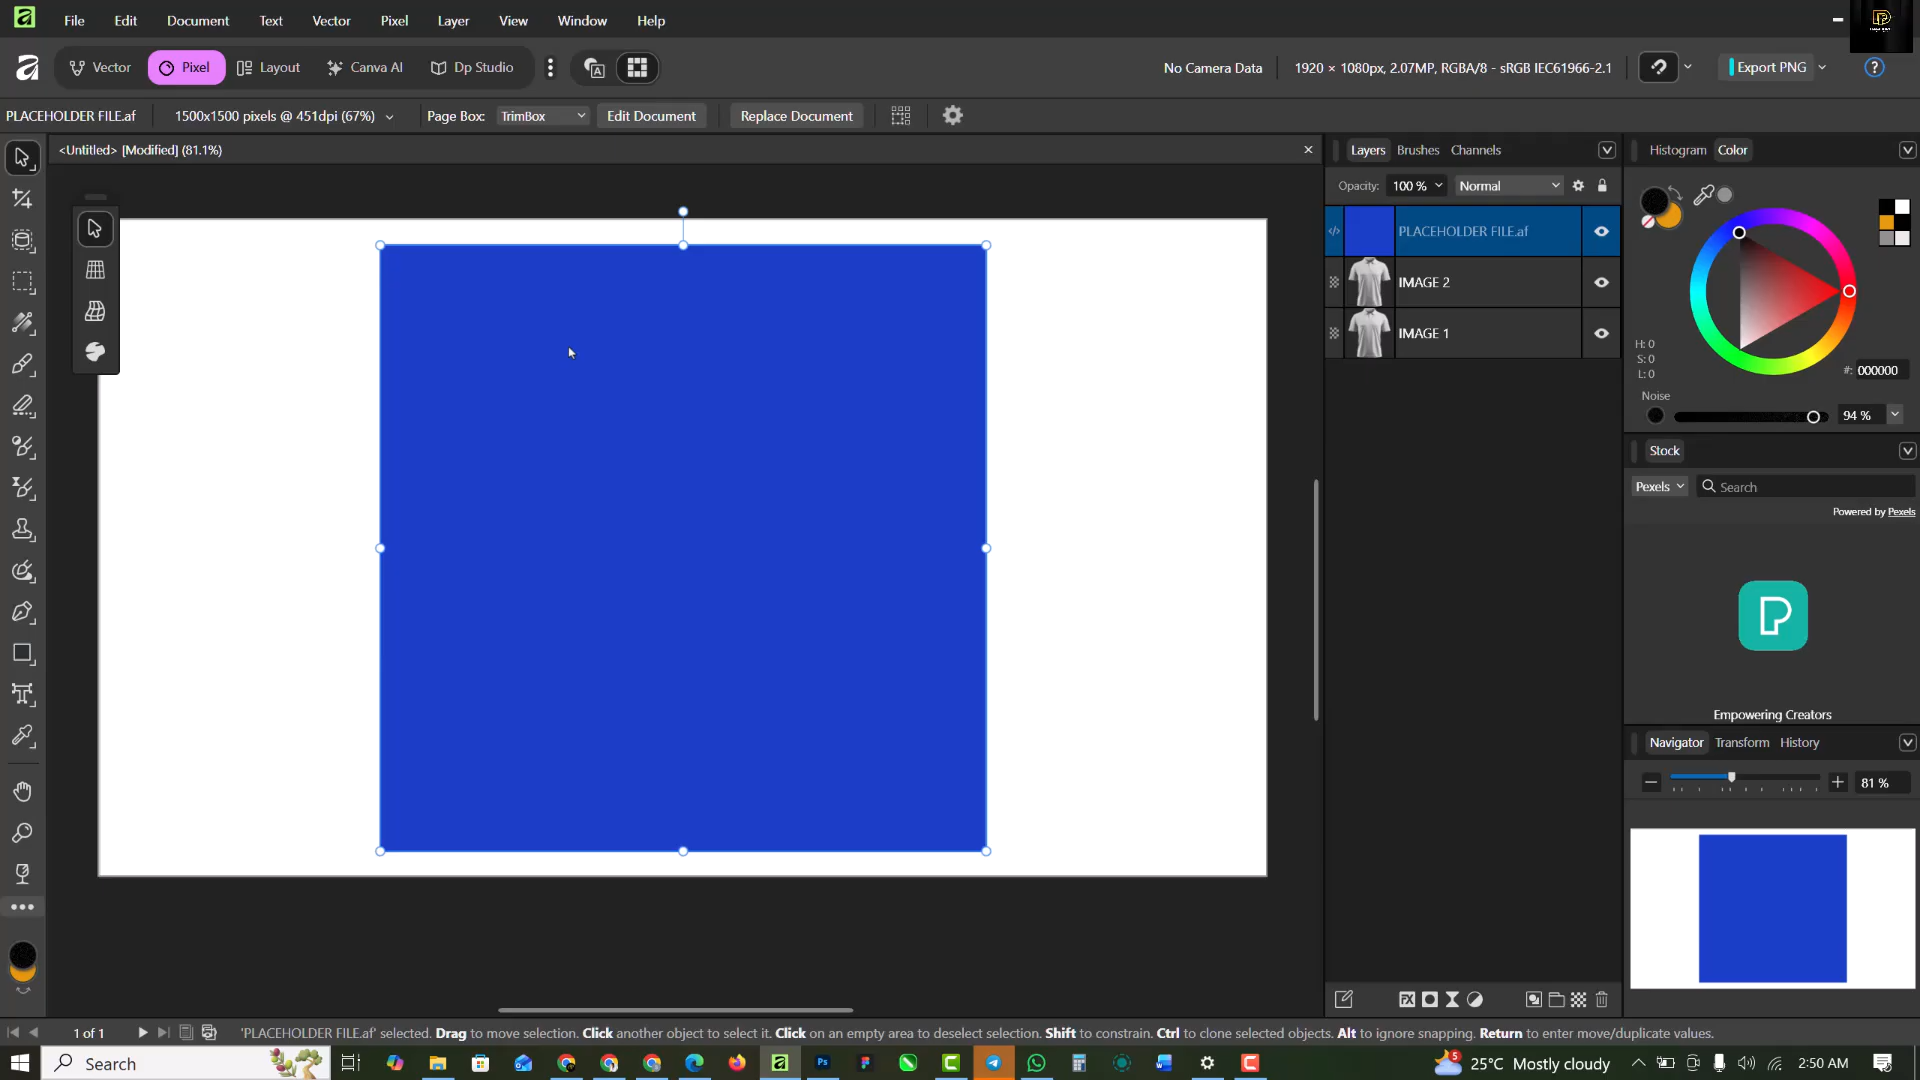 File Edit Document Text Vector Pixel Layer View Window Help
Vector Pixel Layout Canva AI Dp Studio
No Camera Data 1920 × 1080px, 2.07MP, RGBA/8 - sRGB IEC61966-2.1 Export PNG
PLACEHOLDER FILE.af 1500x1500 pixels @ 451dpi (67%) Page Box: TrimBox Edit Document Replace Document
<Untitled> [Modified] (81.1%)
Layers Brushes Channels
Opacity: 100 % Normal
PLACEHOLDER FILE.af
IMAGE 2
IMAGE 1
Histogram Color
H: 0
S: 0
L: 0
#: 000000
Noise
94 %
Stock
Pexels Search
Powered by Pexels
Empowering Creators
Navigator Transform History
81 %
1 of 1 'PLACEHOLDER FILE.af' selected. Drag to move selection. Click another object to select it. Click on an empty area to deselect selection. Shift to constrain. Ctrl to clone selected objects. Alt to ignore snapping. Return to enter move/duplicate values.
Search 5 25°C Mostly cloudy 2:50 AM